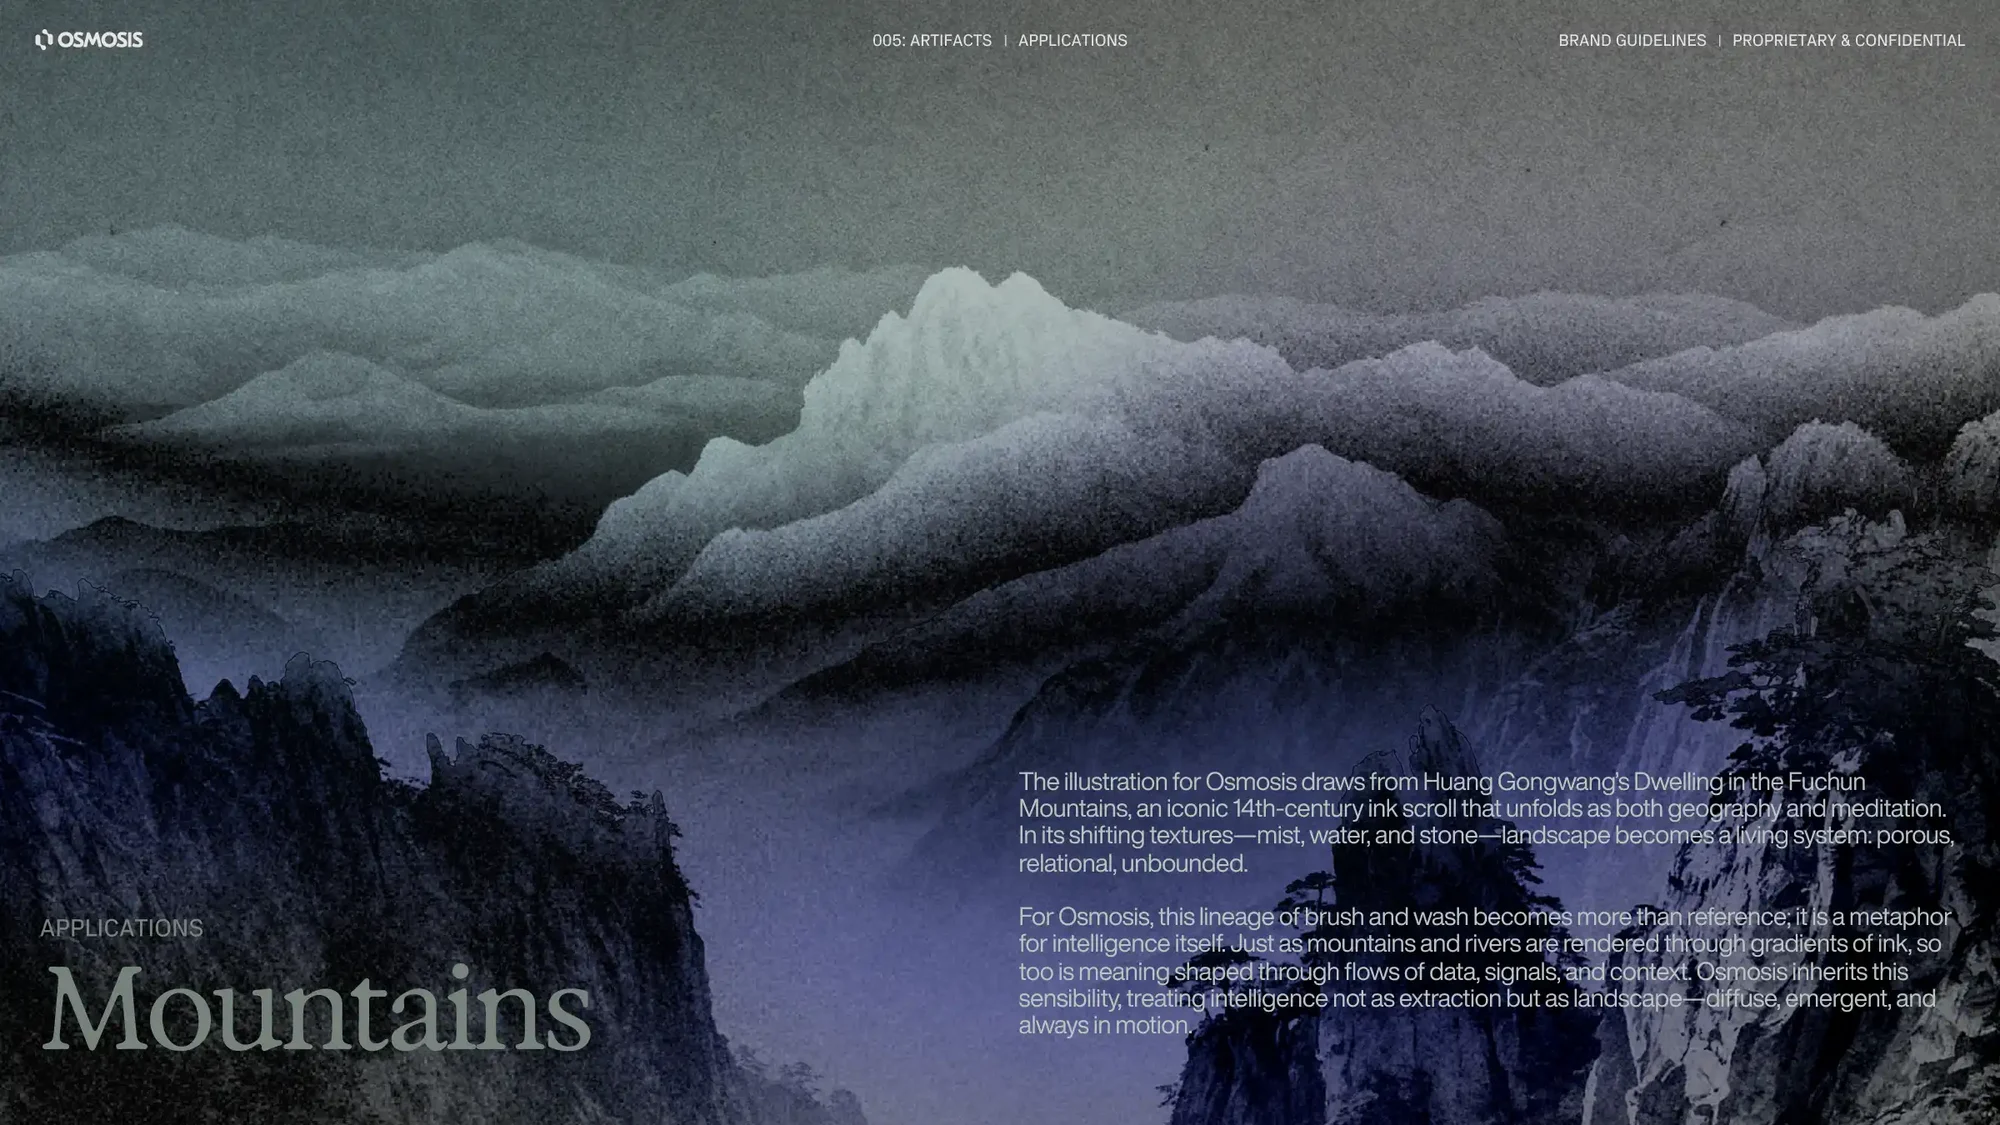 OSMOSIS
005: ARTIFACTS | APPLICATIONS
BRAND GUIDELINES | PROPRIETARY & CONFIDENTIAL
The illustration for Osmosis draws from Huang Gongwang's Dwelling in the Fuchun
Mountains, an iconic 14th-century ink scroll that unfolds as both geography and meditation.
In its shifting textures—mist, water, and stone—landscape becomes a living system: porous,
relational, unbounded.
For Osmosis, this lineage of brush and wash becomes more than reference; it is a metaphor
for intelligence itself. Just as mountains and rivers are rendered through gradients of ink, so
too is meaning shaped through flows of data, signals, and context. Osmosis inherits this
sensibility, treating intelligence not as extraction but as landscape—diffuse, emergent, and
always in motion.
APPLICATIONS
Mountains